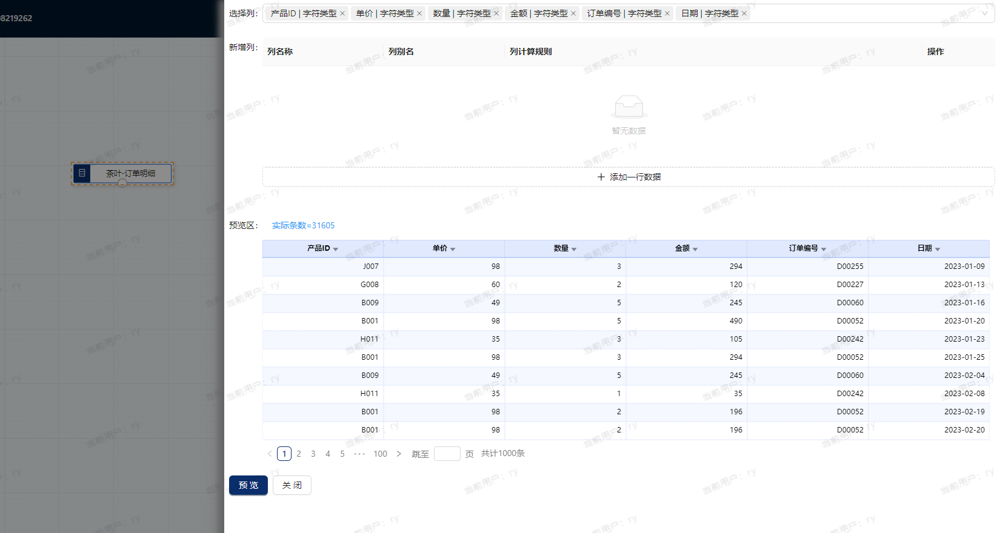 8219262
茶叶-订单明细
选择列: 产品ID | 字符类型 × 单价 | 字符类型 × 数量 | 字符类型 × 金额 | 字符类型 × 订单编号 | 字符类型 × 日期 | 字符类型 ×
新增列: 列名称 列别名 列计算规则 操作
暂无数据
+ 添加一行数据
预览区: 实际条数=31605
产品ID 单价 数量 金额 订单编号 日期
J007 98 3 294 D00255 2023-01-09
G008 60 2 120 D00227 2023-01-13
B009 49 5 245 D00060 2023-01-16
B001 98 5 490 D00052 2023-01-20
H011 35 3 105 D00242 2023-01-23
B001 98 3 294 D00052 2023-01-25
B009 49 5 245 D00060 2023-02-04
H011 35 1 35 D00242 2023-02-08
B001 98 2 196 D00052 2023-02-19
B001 98 2 196 D00052 2023-02-20
< 1 2 3 4 5 ··· 100 > 跳至 页 共计1000条
预 览 关 闭
当前用户: ry